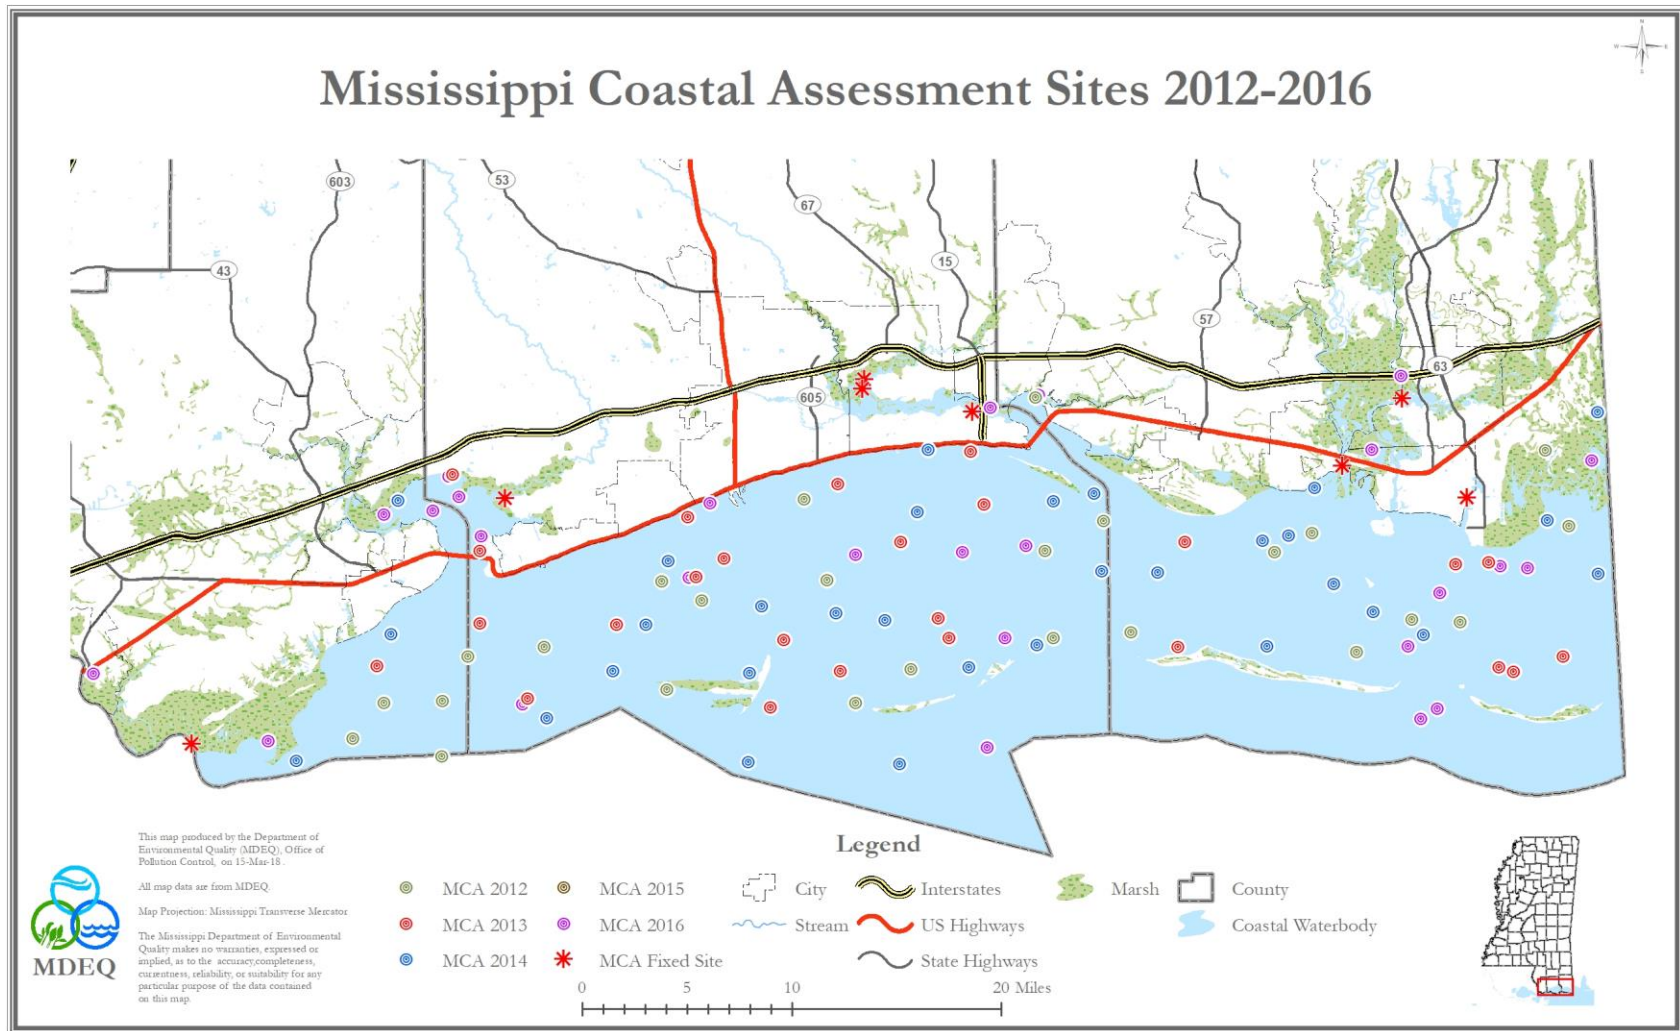 N
W
E
S
Mississippi Coastal Assessment Sites 2012-2016
603
53
67
43
15
57
63
605
This map produced by the Department of
Environmental Quality (MDEQ), Office of
Pollution Control, on 15-Mar-18 .
All map data are from MDEQ.
Map Projection: Mississippi Transverse Mercator
The Mississippi Department of Environmental
Quality makes no warranties, expressed or
implied, as to the accuracy,completeness,
currentness, reliability, or suitability for any
particular purpose of the data contained
on this map.
MDEQ
Legend
MCA 2012
MCA 2013
MCA 2014
MCA 2015
MCA 2016
MCA Fixed Site
City
Stream
Interstates
US Highways
State Highways
Marsh
County
Coastal Waterbody
0 5 10 20 Miles